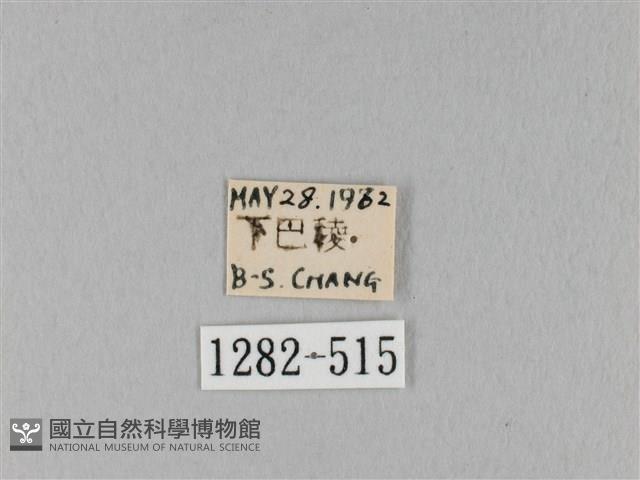 MAY 28. 1972
下巴稜.
B-S. CHANG
1282-515
國立自然科學博物館
NATIONAL MUSEUM OF NATURAL SCIENCE